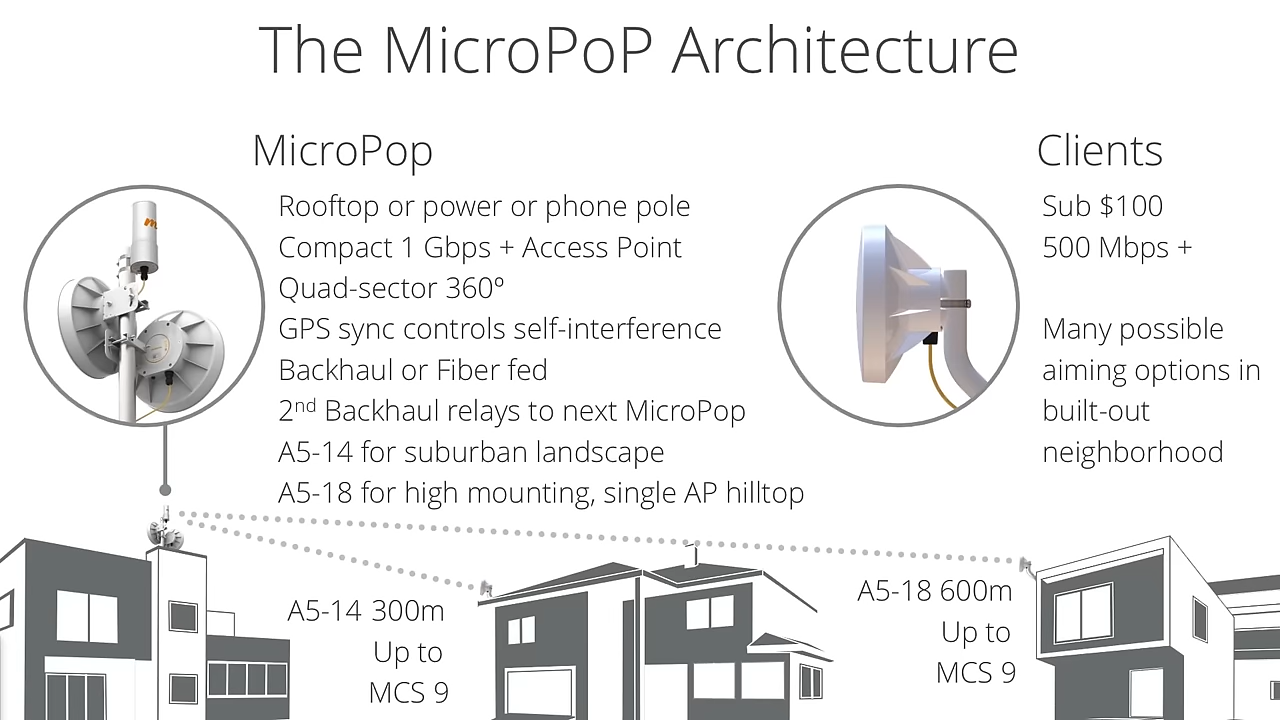 The MicroPoP Architecture
MicroPop
Rooftop or power or phone pole
Compact 1 Gbps + Access Point
Quad-sector 360º
GPS sync controls self-interference
Backhaul or Fiber fed
2nd Backhaul relays to next MicroPop
A5-14 for suburban landscape
A5-18 for high mounting, single AP hilltop
Clients
Sub $100
500 Mbps +
Many possible
aiming options in
built-out
neighborhood
A5-14 300m
Up to
MCS 9
A5-18 600m
Up to
MCS 9